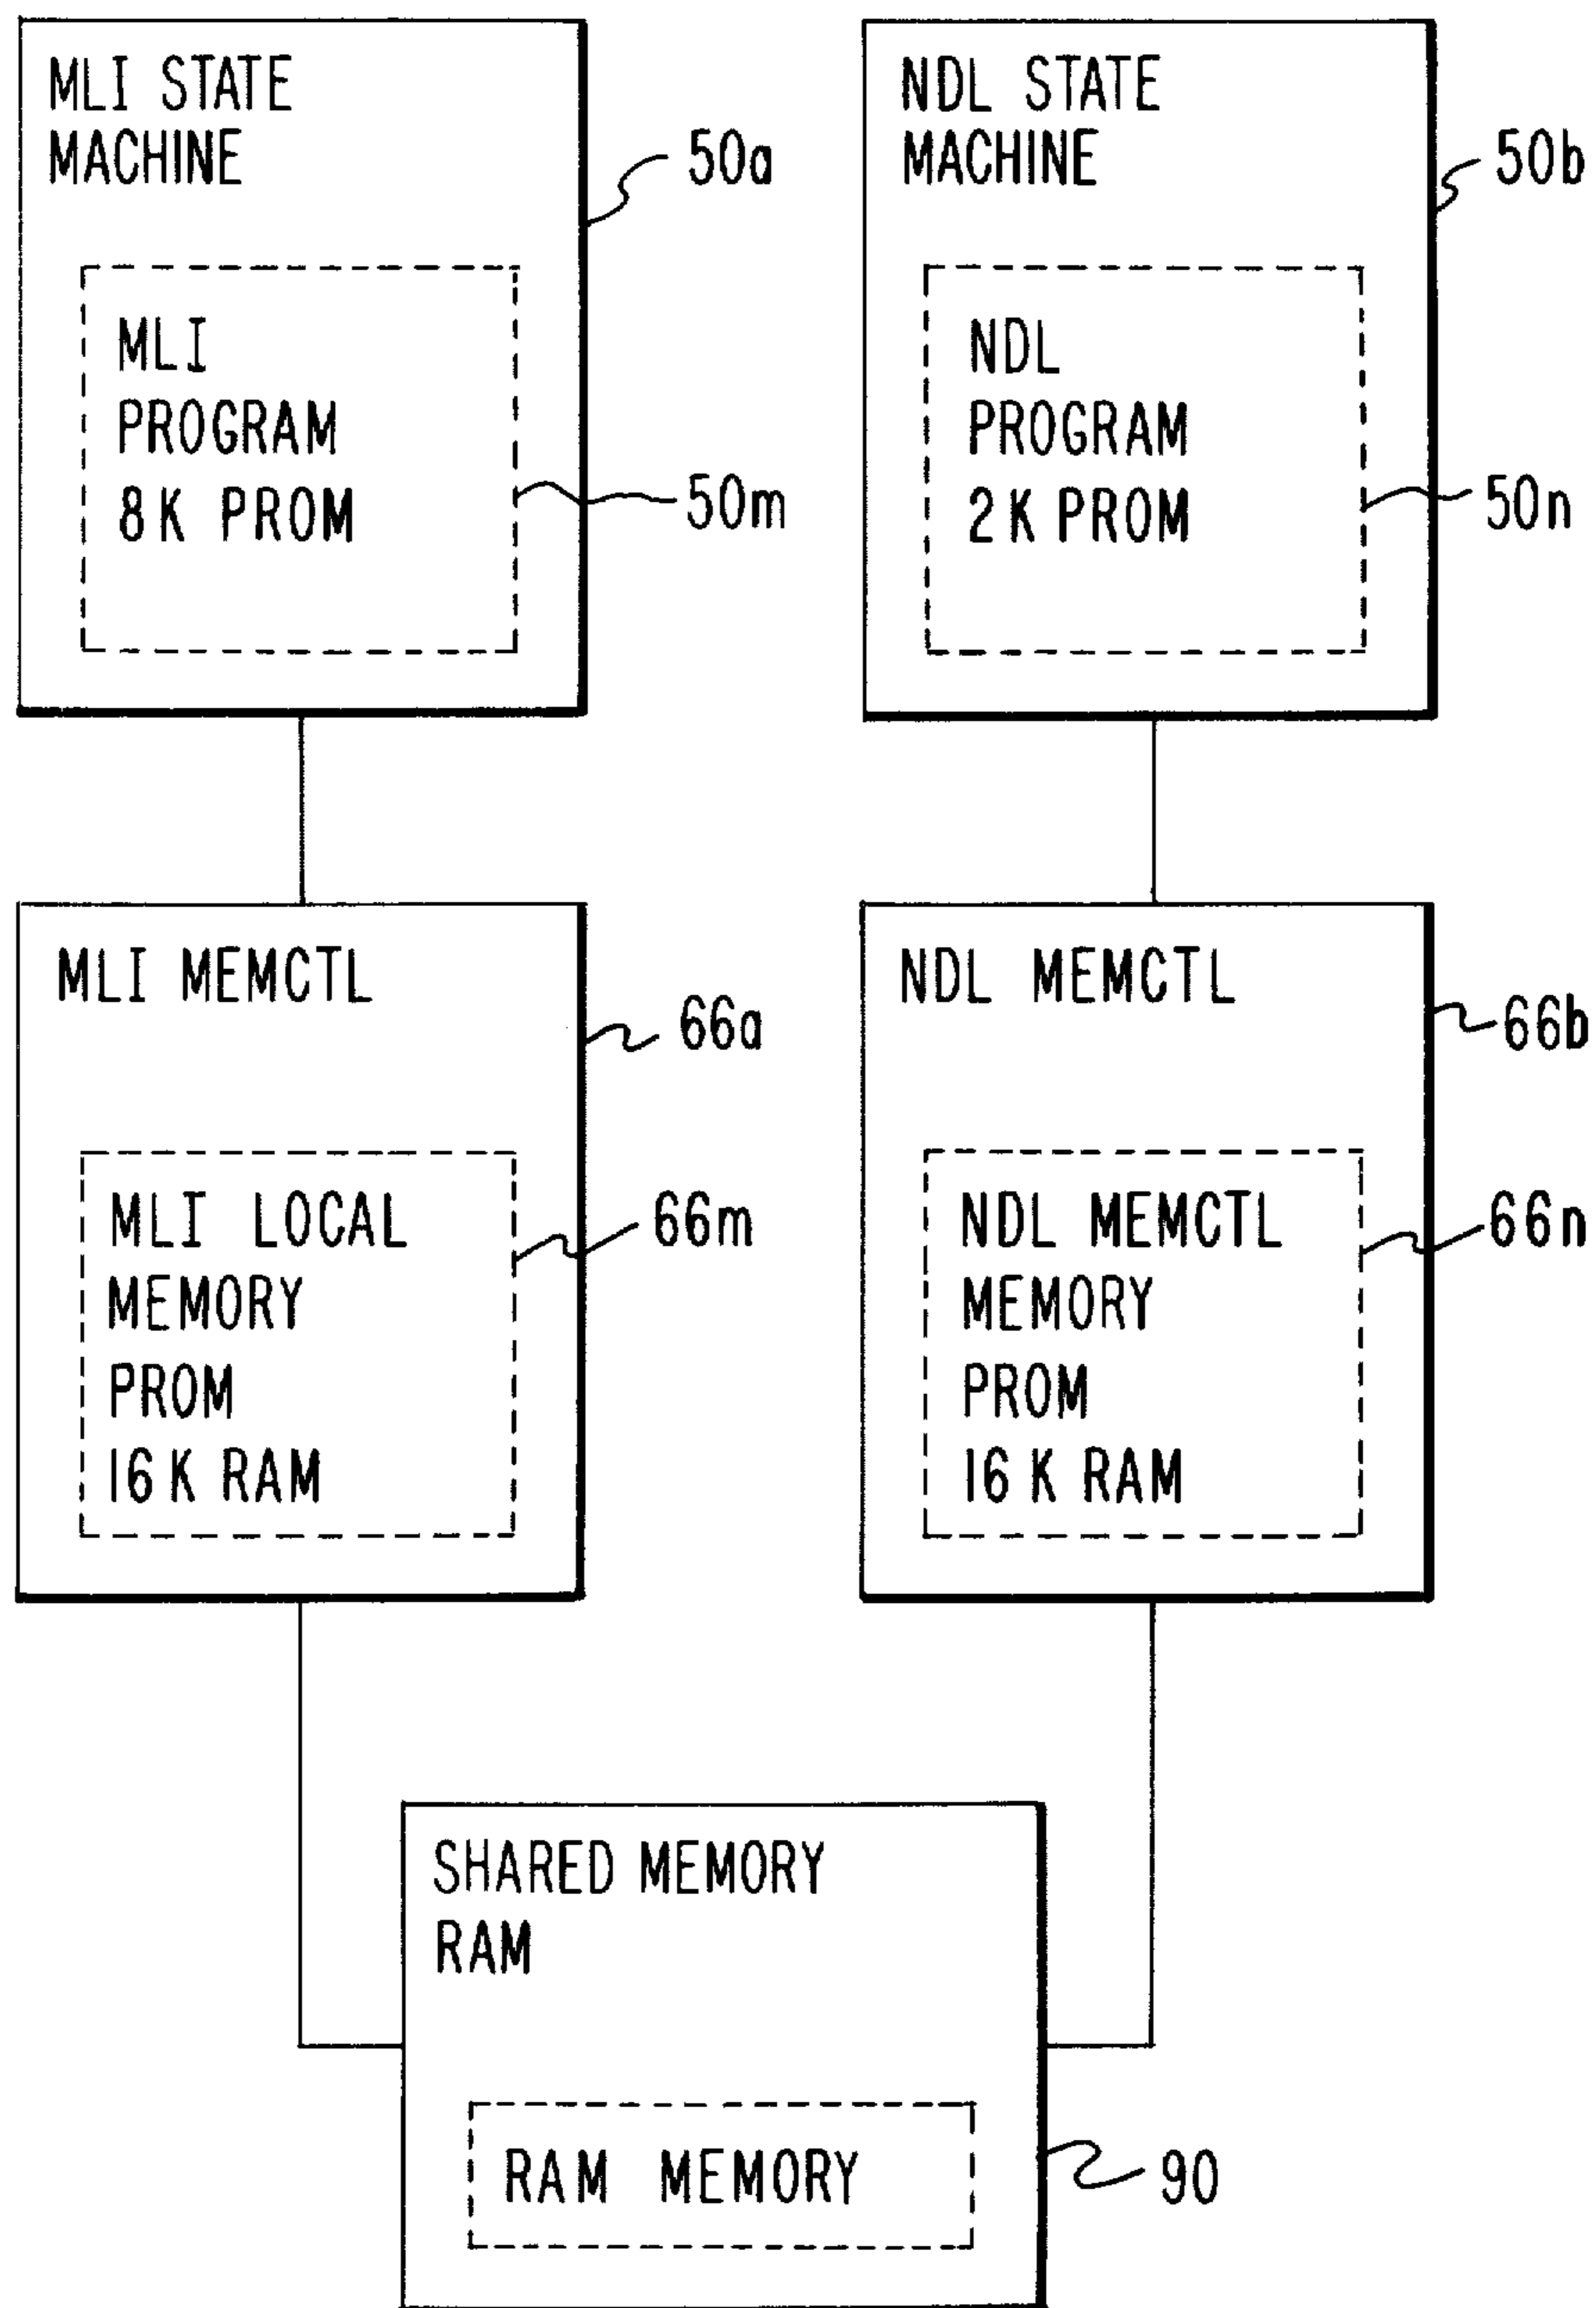 MLI STATE
MACHINE
50a
MLI
PROGRAM
8K PROM
50m
NDL STATE
MACHINE
50b
NDL
PROGRAM
2K PROM
50n
MLI MEMCTL
66a
MLI LOCAL
MEMORY
PROM
16K RAM
66m
NDL MEMCTL
66b
NDL MEMCTL
MEMORY
PROM
16K RAM
66n
SHARED MEMORY
RAM
RAM MEMORY
90